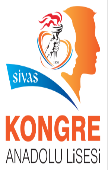 sivas
KONGRE
ANADOLU LiSESi